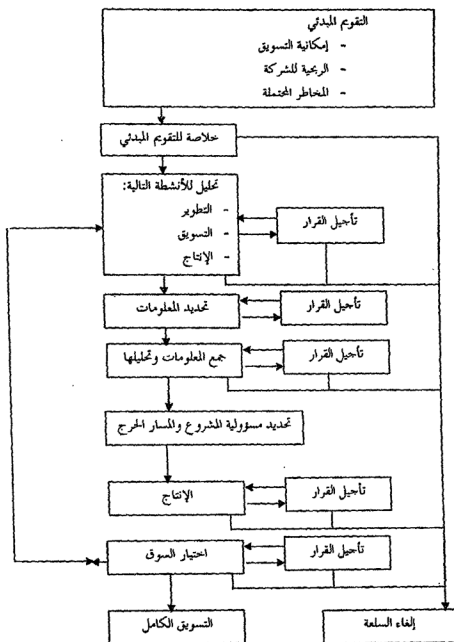 التقويم المبدئي
- إمكانية التسويق
- الربحية للشركة
- المخاطر المحتملة
خلاصة للتقويم المبدئي
تحليل للأنشطة التالية:
- التطوير
- التسويق
- الإنتاج
تأجيل القرار
تحديد المعلومات
تأجيل القرار
جمع المعلومات وتحليلها
تأجيل القرار
تحديد مسؤولية المشروع والمسار الحرج
الإنتاج
تأجيل القرار
اختيار السوق
تأجيل القرار
التسويق الكامل
إلغاء السلعة